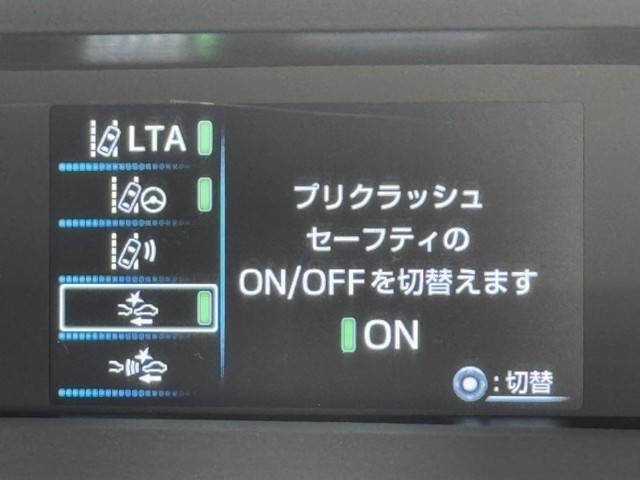 LTA
プリクラッシュ
セーフティの
ON/OFFを切替えます
ON
:切替